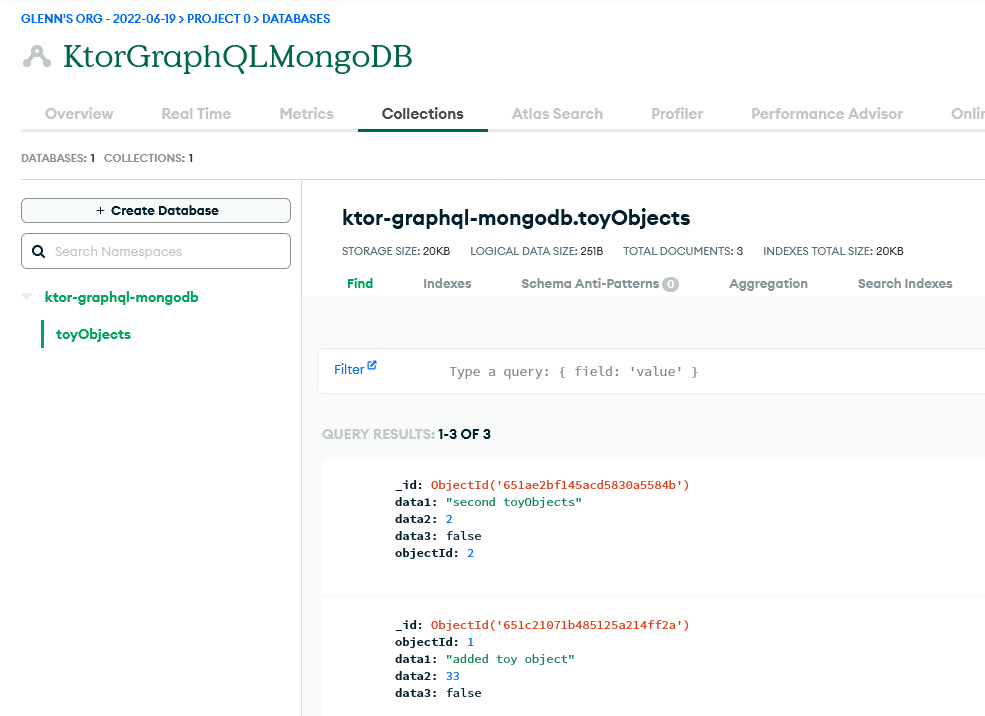 GLENN'S ORG - 2022-06-19 > PROJECT 0 > DATABASES
KtorGraphQLMongoDB
Overview Real Time Metrics Collections Atlas Search Profiler Performance Advisor Onlin
DATABASES: 1 COLLECTIONS: 1
+ Create Database
Search Namespaces
ktor-graphql-mongodb
toyObjects
ktor-graphql-mongodb.toyObjects
STORAGE SIZE: 20KB LOGICAL DATA SIZE: 251B TOTAL DOCUMENTS: 3 INDEXES TOTAL SIZE: 20KB
Find Indexes Schema Anti-Patterns 0 Aggregation Search Indexes
Filter Type a query: { field: 'value' }
QUERY RESULTS: 1-3 OF 3
_id: ObjectId('651ae2bf145acd5830a5584b')
data1: "second toyObjects"
data2: 2
data3: false
objectId: 2
_id: ObjectId('651c21071b485125a214ff2a')
objectId: 1
data1: "added toy object"
data2: 33
data3: false